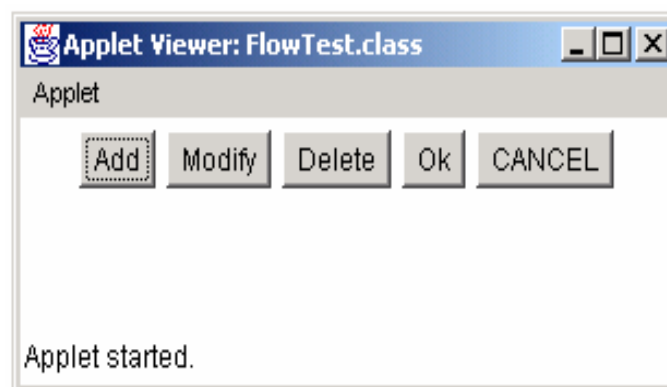 Applet Viewer: FlowTest.class
Applet
Add Modify Delete Ok CANCEL
Applet started.